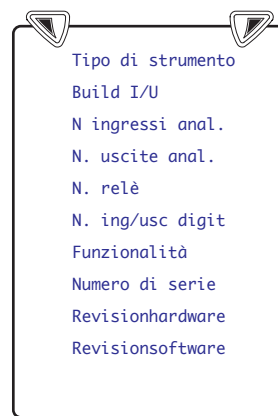 Tipo di strumento
Build I/U
N ingressi anal.
N. uscite anal.
N. relè
N. ing/usc digit
Funzionalità
Numero di serie
Revisionhardware
Revisionsoftware